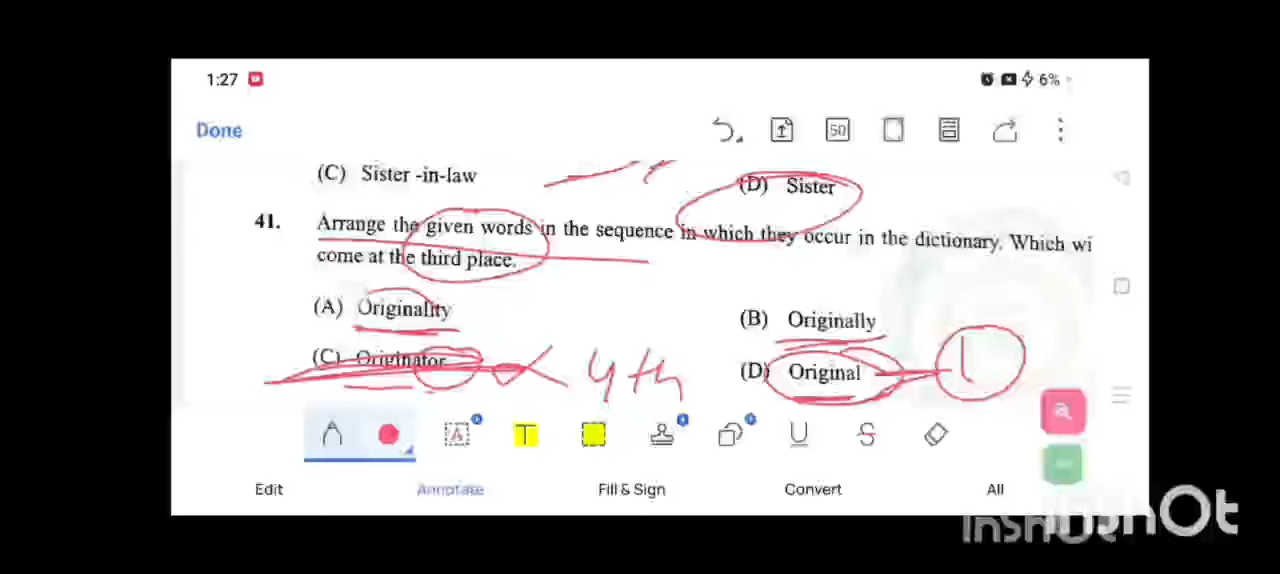 1:27 6%
Done 50
(C) Sister -in-law
(D) Sister
41. Arrange the given words in the sequence in which they occur in the dictionary. Which wi
come at the third place.
(A) Originality
(B) Originally
(C) Originator 4th
(D) Original 1
A T U S
Edit Annotate Fill & Sign Convert All
InShOt